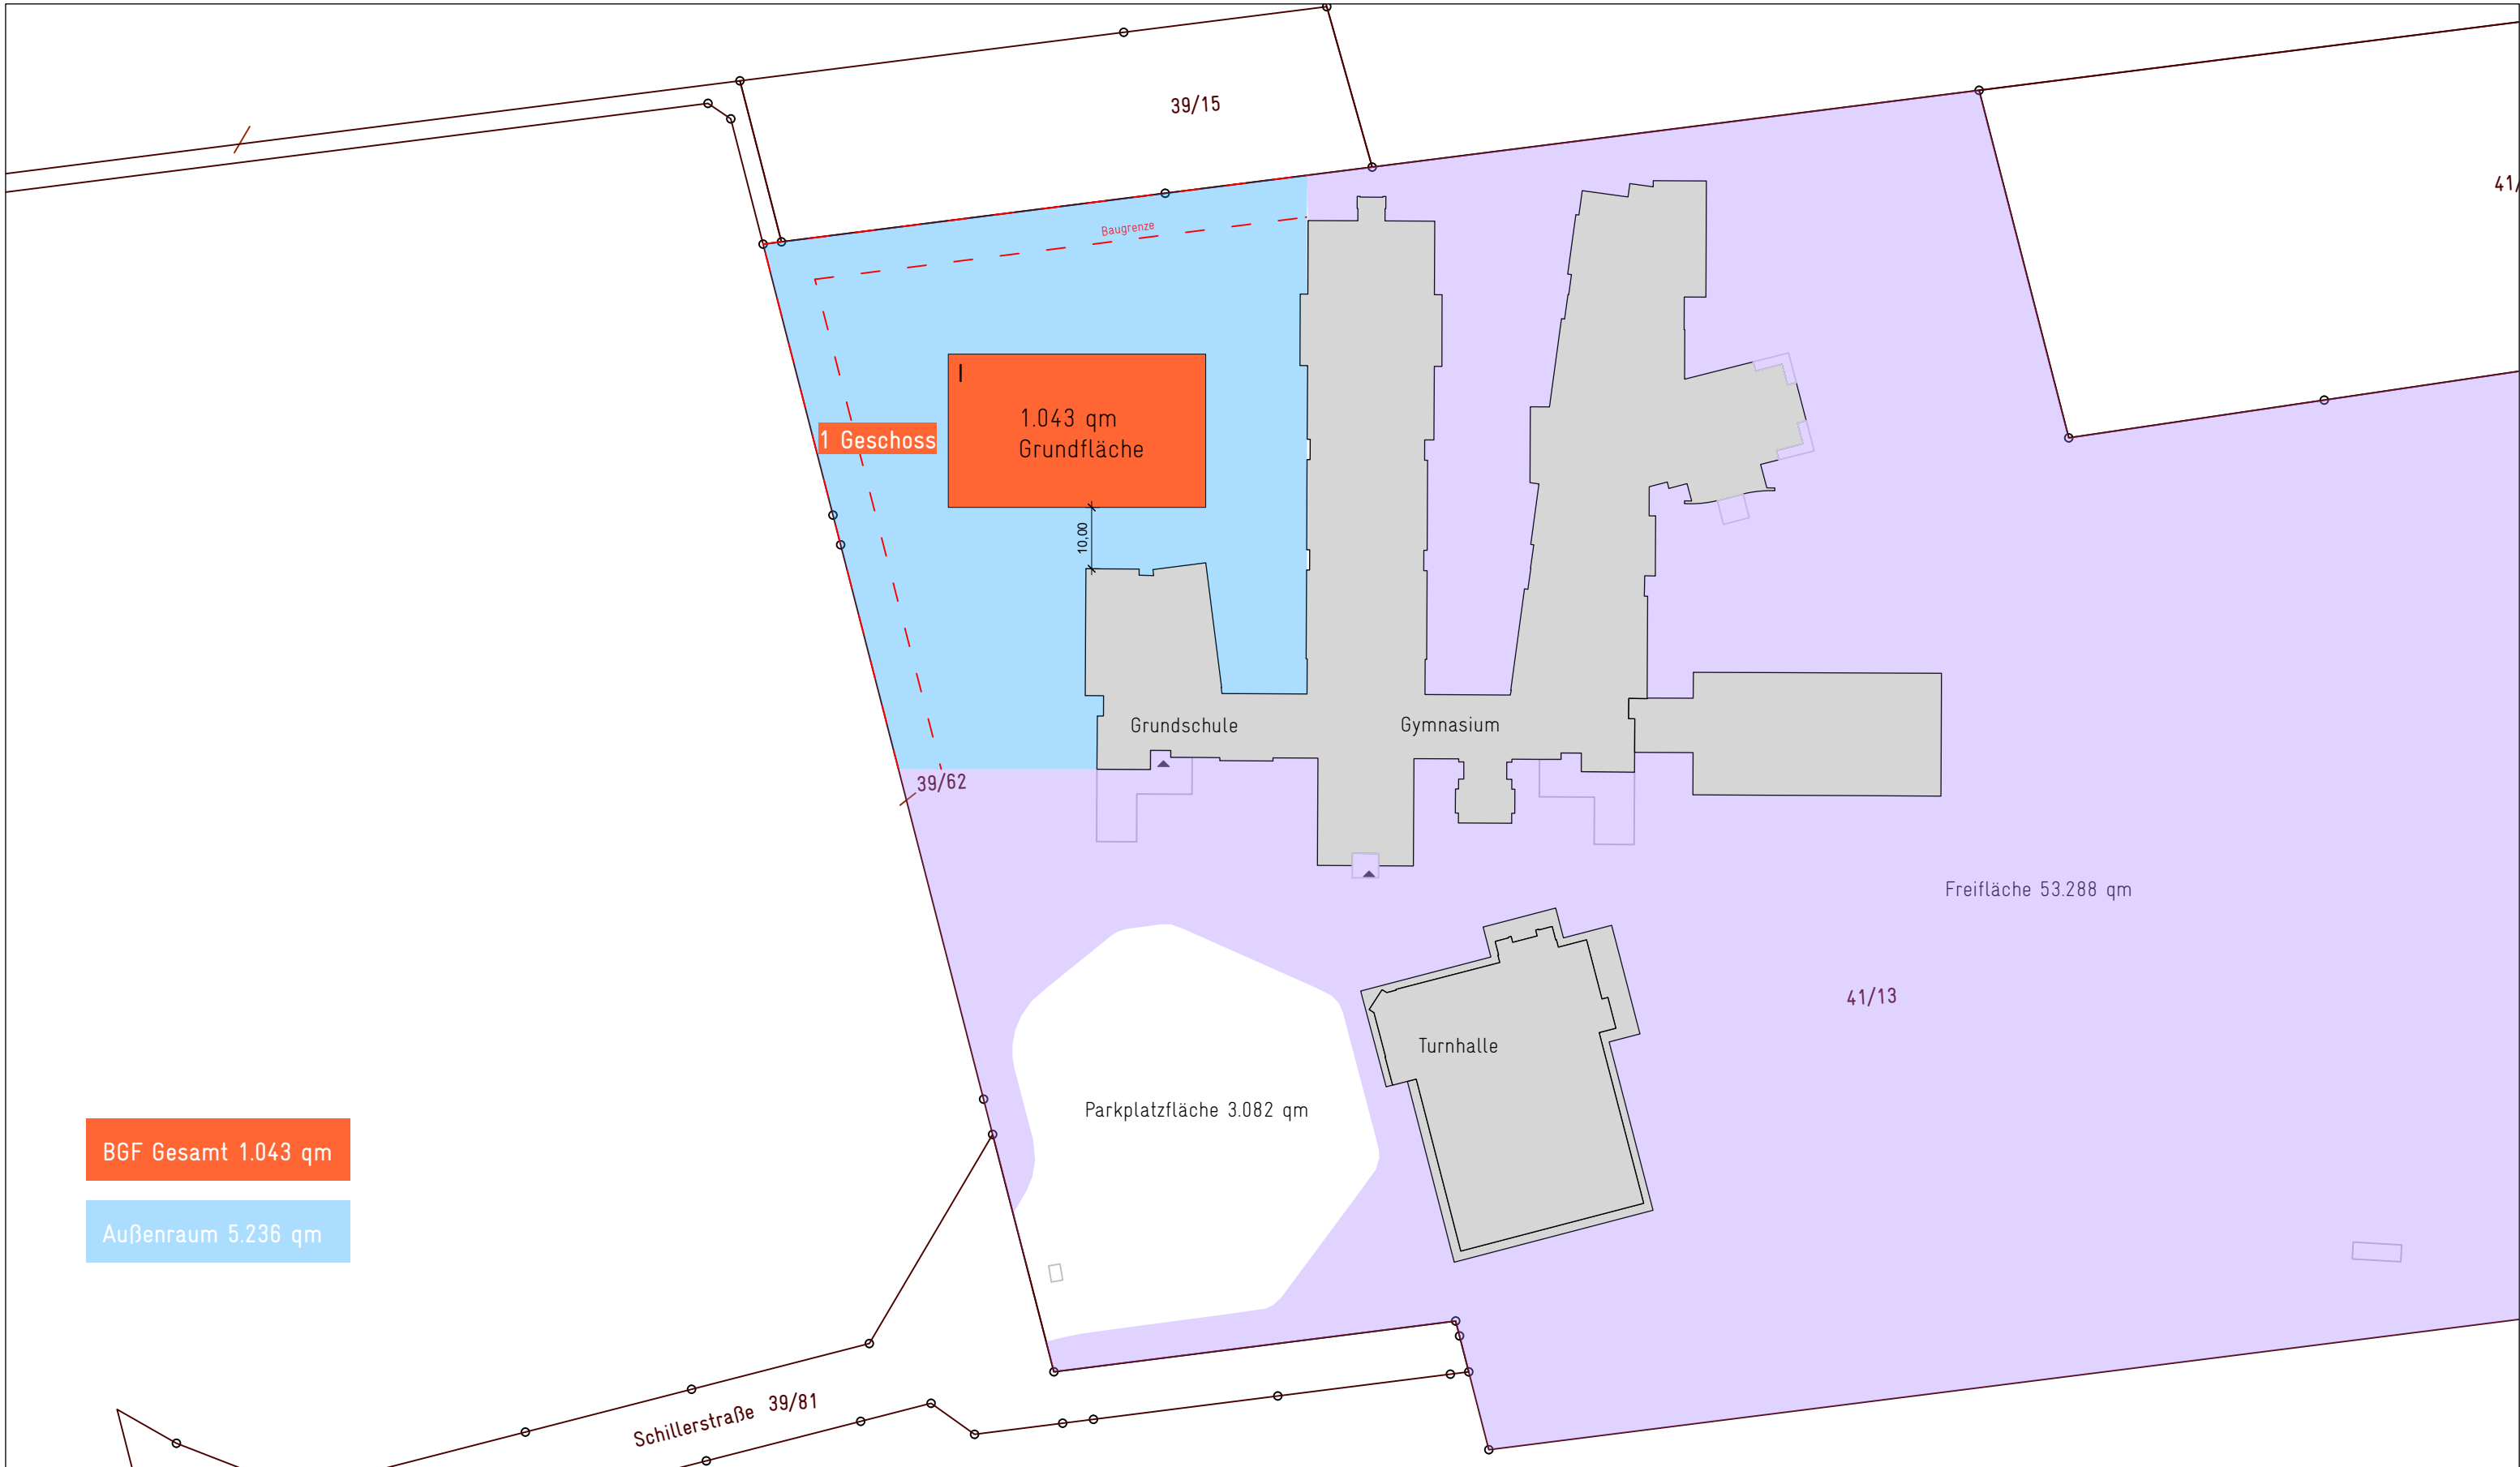 39/15
41/
Baugrenze
I
1.043 qm
Grundfläche
1 Geschoss
10,00
Grundschule
Gymnasium
39/62
Freifläche 53.288 qm
41/13
Turnhalle
Parkplatzfläche 3.082 qm
BGF Gesamt 1.043 qm
Außenraum 5.236 qm
Schillerstraße 39/81